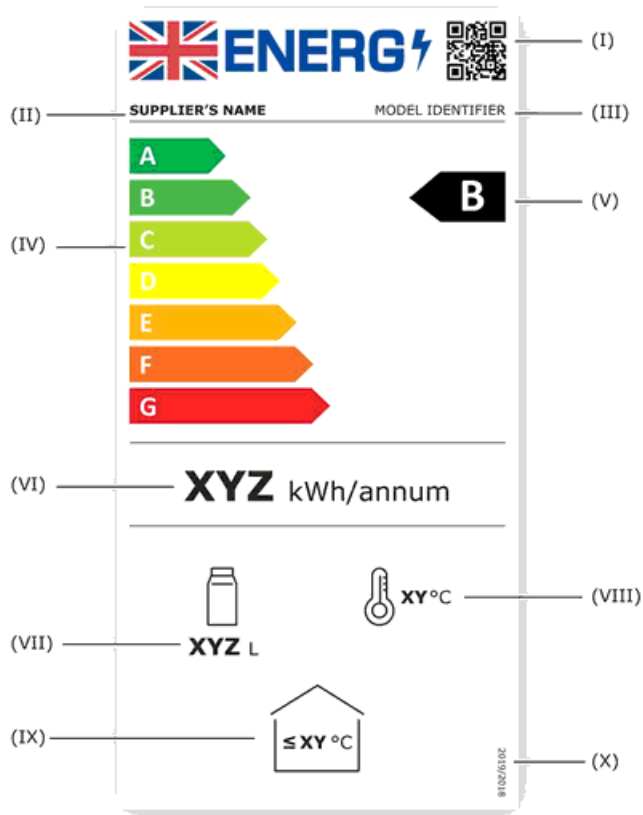 ENERG
(I)
(II)
SUPPLIER'S NAME
MODEL IDENTIFIER
(III)
A
B
B
(V)
(IV)
C
D
E
F
G
(VI)
XYZ kWh/annum
XY°C
(VIII)
(VII)
XYZ L
(IX)
≤ XY °C
2019/2018
(X)